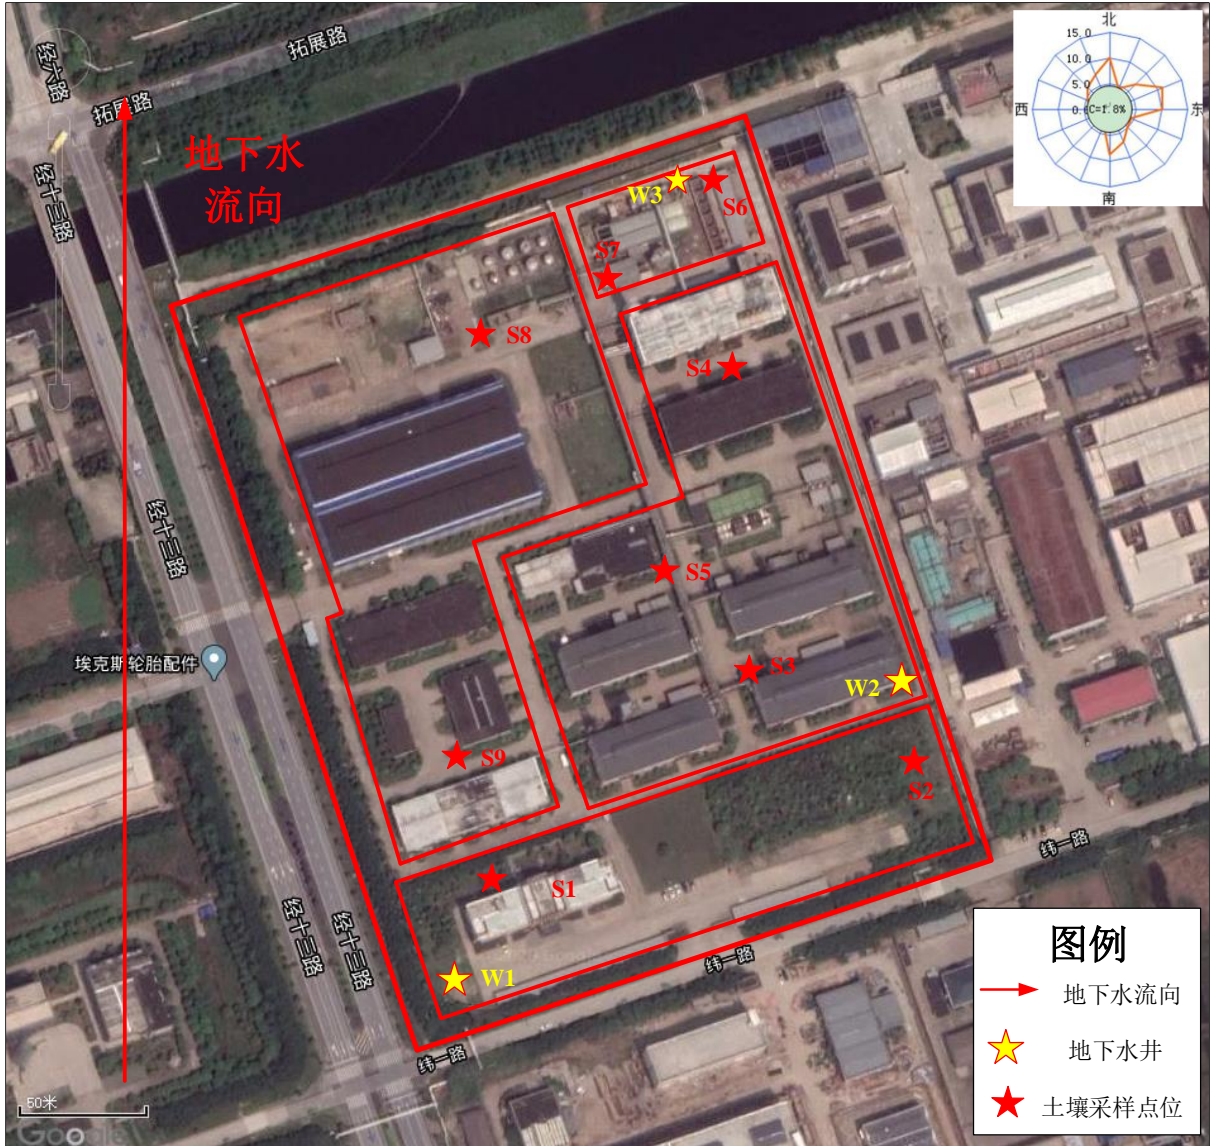 经六路
拓展路
拓展路
北
15.0
10.0
5.0
0.0
C=1.8%
西
东
南
地下水
流向
经十三路
W3
S6
S7
S8
S4
经十三路
S5
埃克斯轮胎配件
S3
W2
S9
S2
纬一路
S1
经十三路
经十三路
W1
纬一路
纬一路
图例
地下水流向
地下水井
土壤采样点位
50米
Google